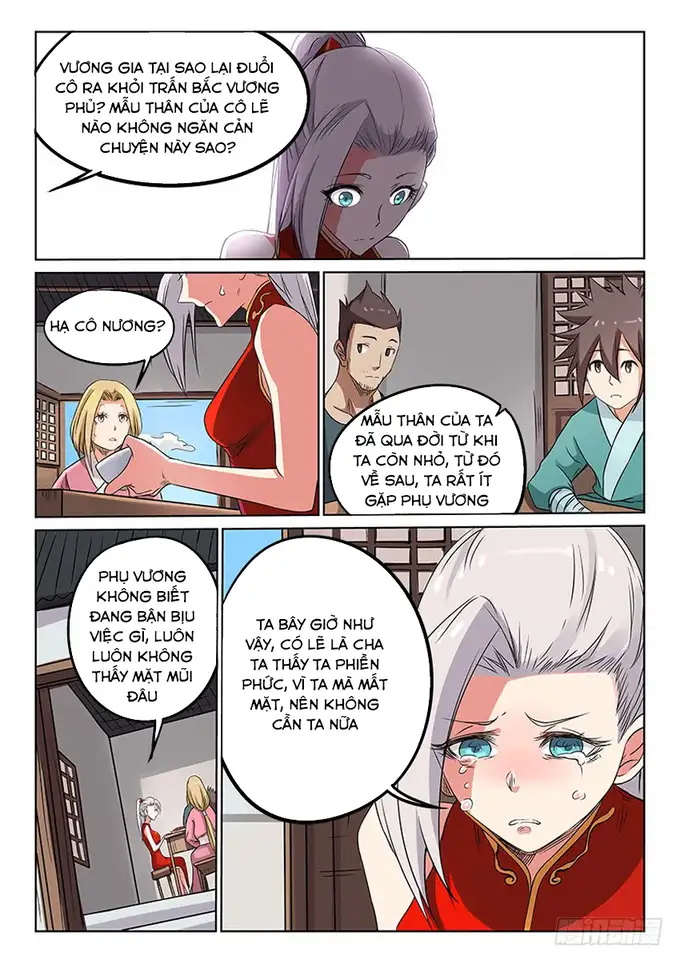 VƯƠNG GIA TẠI SAO LẠI ĐUỔI
CÔ RA KHỎI TRẤN BẮC VƯƠNG
PHỦ? MẪU THÂN CỦA CÔ LẼ
NÀO KHÔNG NGĂN CẢN
CHUYỆN NÀY SAO?
HẠ CÔ NƯƠNG?
MẪU THÂN CỦA TA
ĐÃ QUA ĐỜI TỪ KHI
TA CÒN NHỎ, TỪ ĐÓ
VỀ SAU, TA RẤT ÍT
GẶP PHỤ VƯƠNG
PHỤ VƯƠNG
KHÔNG BIẾT
ĐANG BẬN BỊU
VIỆC GÌ, LUÔN
LUÔN KHÔNG
THẤY MẶT MŨI
ĐÂU
TA BÂY GIỜ NHƯ
VẬY, CÓ LẼ LÀ CHA
TA THẤY TA PHIỀN
PHỨC, VÌ TA MÀ MẤT
MẶT, NÊN KHÔNG
CẦN TA NỮA